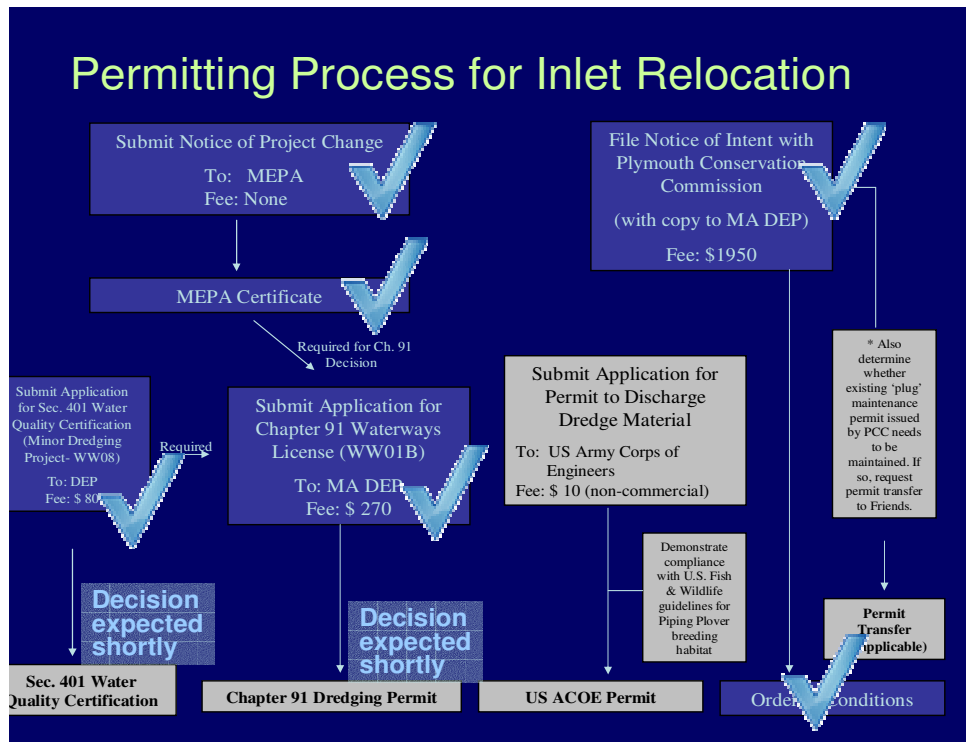 Permitting Process for Inlet Relocation
Submit Notice of Project Change
To: MEPA
Fee: None
File Notice of Intent with
Plymouth Conservation
Commission
(with copy to MA DEP)
Fee: $1950
MEPA Certificate
Required for Ch. 91
Decision
* Also
determine
whether
existing ‘plug’
maintenance
permit issued
by PCC needs
to be
maintained. If
so, request
permit transfer
to Friends.
Submit Application
for Sec. 401 Water
Quality Certification
(Minor Dredging
Project- WW08)
To: DEP
Fee: $ 80
Required
Submit Application for
Chapter 91 Waterways
License (WW01B)
To: MA DEP
Fee: $ 270
Submit Application for
Permit to Discharge
Dredge Material
To: US Army Corps of
Engineers
Fee: $ 10 (non-commercial)
Demonstrate
compliance
with U.S. Fish
& Wildlife
guidelines for
Piping Plover
breeding
habitat
Decision
expected
shortly
Decision
expected
shortly
Permit
Transfer
applicable)
Sec. 401 Water
Quality Certification
Chapter 91 Dredging Permit
US ACOE Permit
Order Conditions